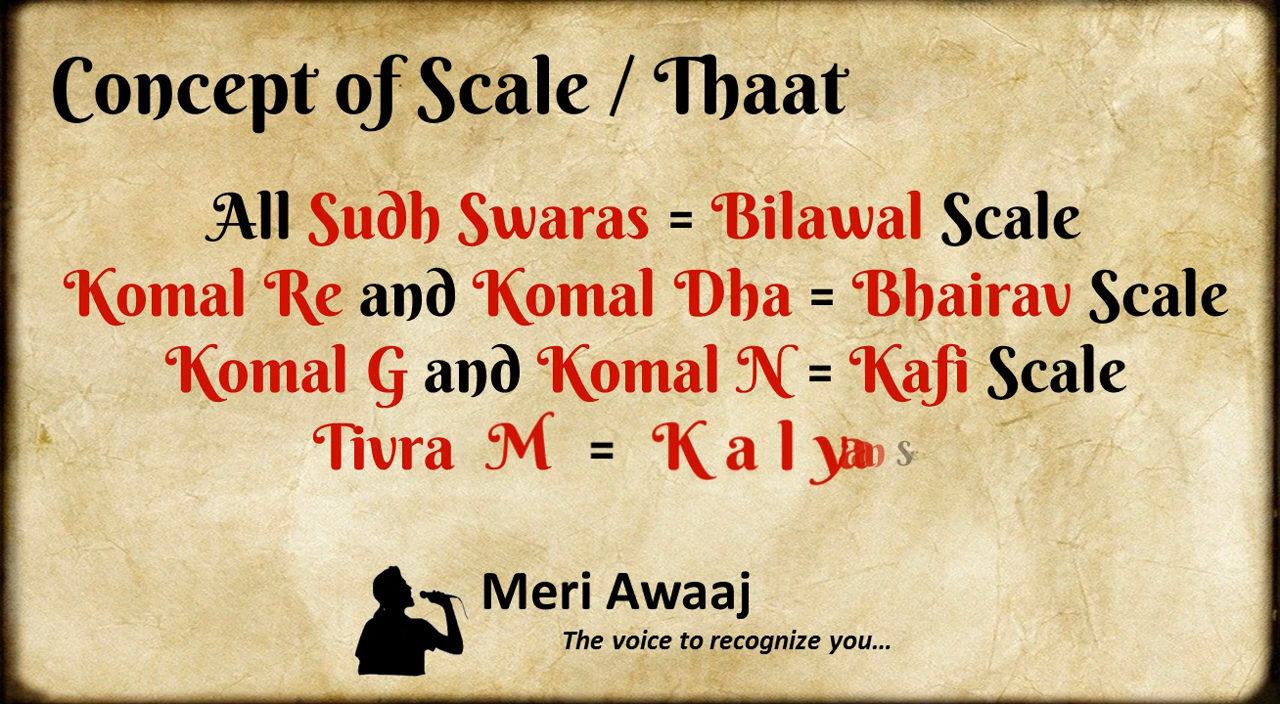 Concept of Scale / Thaat
All Sudh Swaras = Bilawal Scale
Komal Re and Komal Dha = Bhairav Scale
Komal G and Komal N = Kafi Scale
Tivra M =
Meri Awaaj
The voice to recognize you...